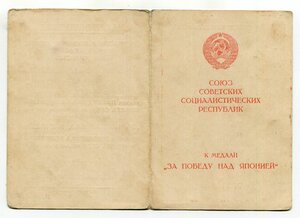 СОЮЗ
СОВЕТСКИХ
СОЦИАЛИСТИЧЕСКИХ
РЕСПУБЛИК
К МЕДАЛИ
„ЗА ПОБЕДУ НАД ЯПОНИЕЙ“